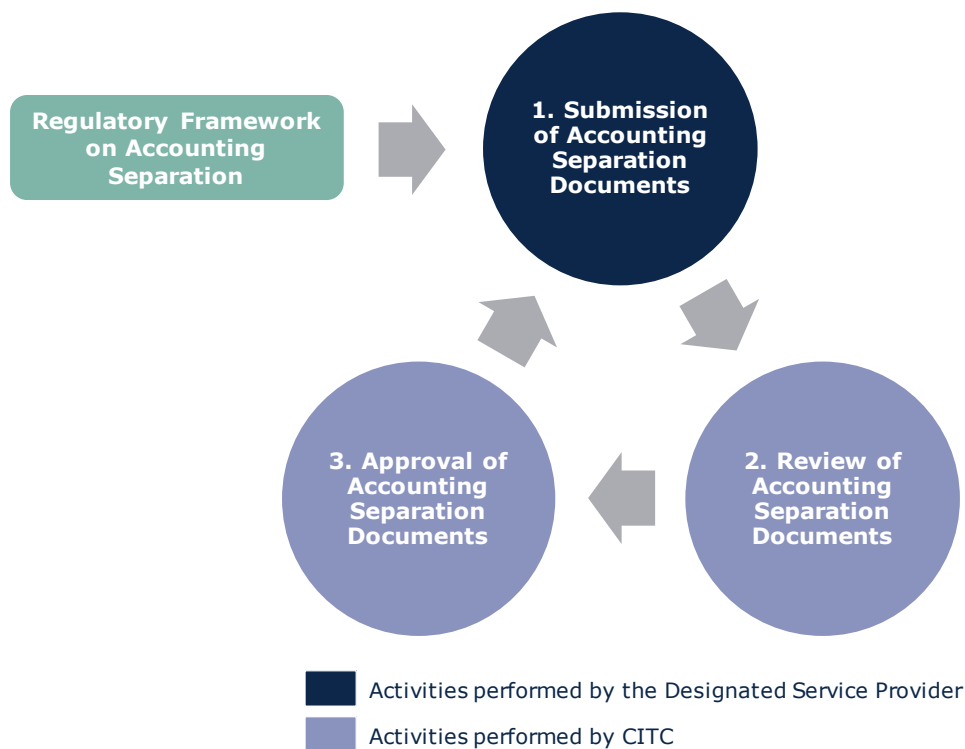 Regulatory Framework
on Accounting
Separation
1. Submission
of Accounting
Separation
Documents
3. Approval of
Accounting
Separation
Documents
2. Review of
Accounting
Separation
Documents
Activities performed by the Designated Service Provider
Activities performed by CITC